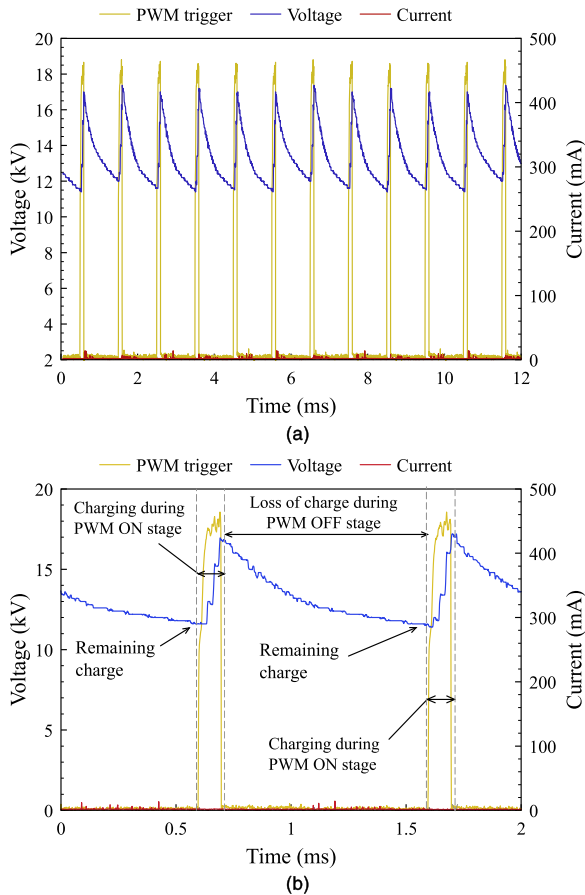 PWM trigger Voltage Current
20 500
18
16 400
14
12 300
10
8 200
6
4 100
2 0
0 2 4 6 8 10 12
Voltage (kV)
Current (mA)
Time (ms)
(a)
PWM trigger Voltage Current
20 500
Charging during
PWM ON stage
Loss of charge during
PWM OFF stage
400
15
300
Remaining
charge
Remaining
charge
10
200
Charging during
PWM ON stage
5
100
0 0
0 0.5 1 1.5 2
Voltage (kV)
Current (mA)
Time (ms)
(b)